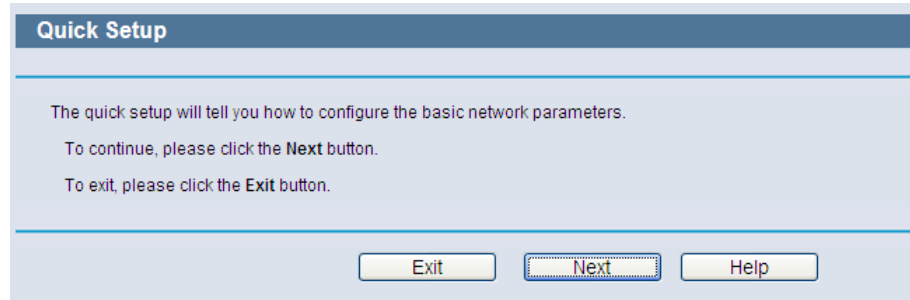 Quick Setup
The quick setup will tell you how to configure the basic network parameters.
To continue, please click the Next button.
To exit, please click the Exit button.
Exit Next Help